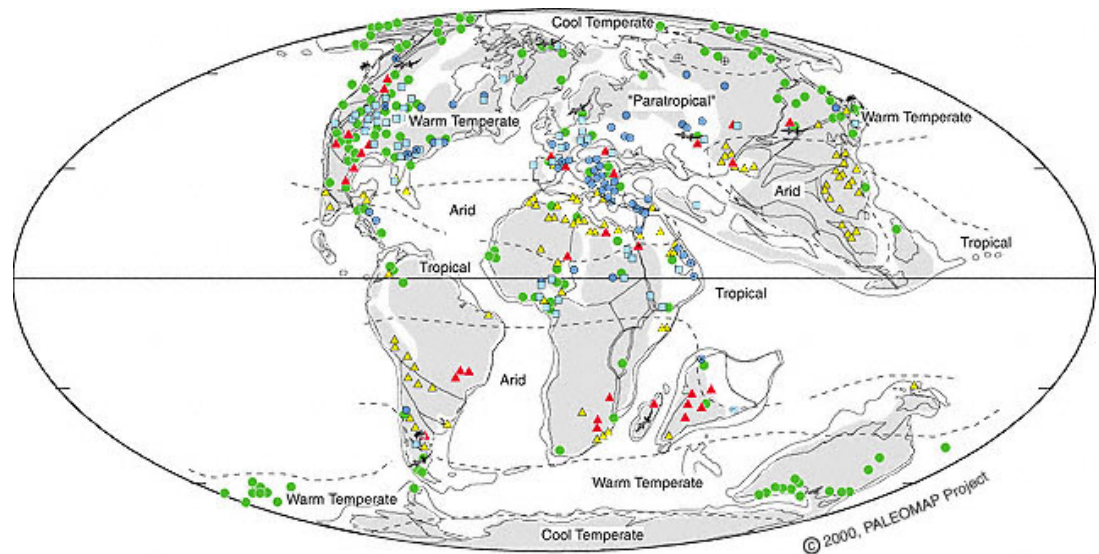 Cool Temperate
"Paratropical"
Warm Temperate
Warm Temperate
Arid
Arid
Tropical
Tropical
Tropical
Arid
Warm Temperate
Warm Temperate
Cool Temperate
© 2000, PALEOMAP Project